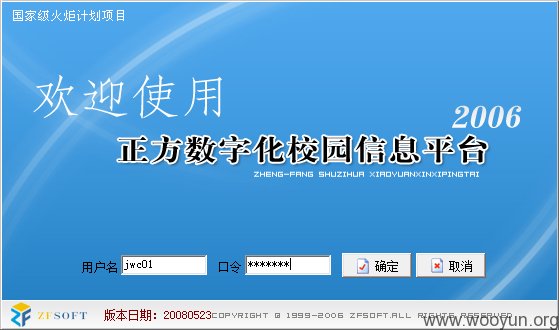 国家级火炬计划项目
欢迎使用
2006
正方数字化校园信息平台
ZHENG-FANG SHUZIHUA XIAOYUANXINXIPINGTAI
用户名 jwc01 口令 ******* 确定 取消
ZFSOFT 版本日期：20080523 COPYRIGHT @ 1999-2006 ZFSOFT.ALL RIGHTS RESERVED
www.wooyun.org